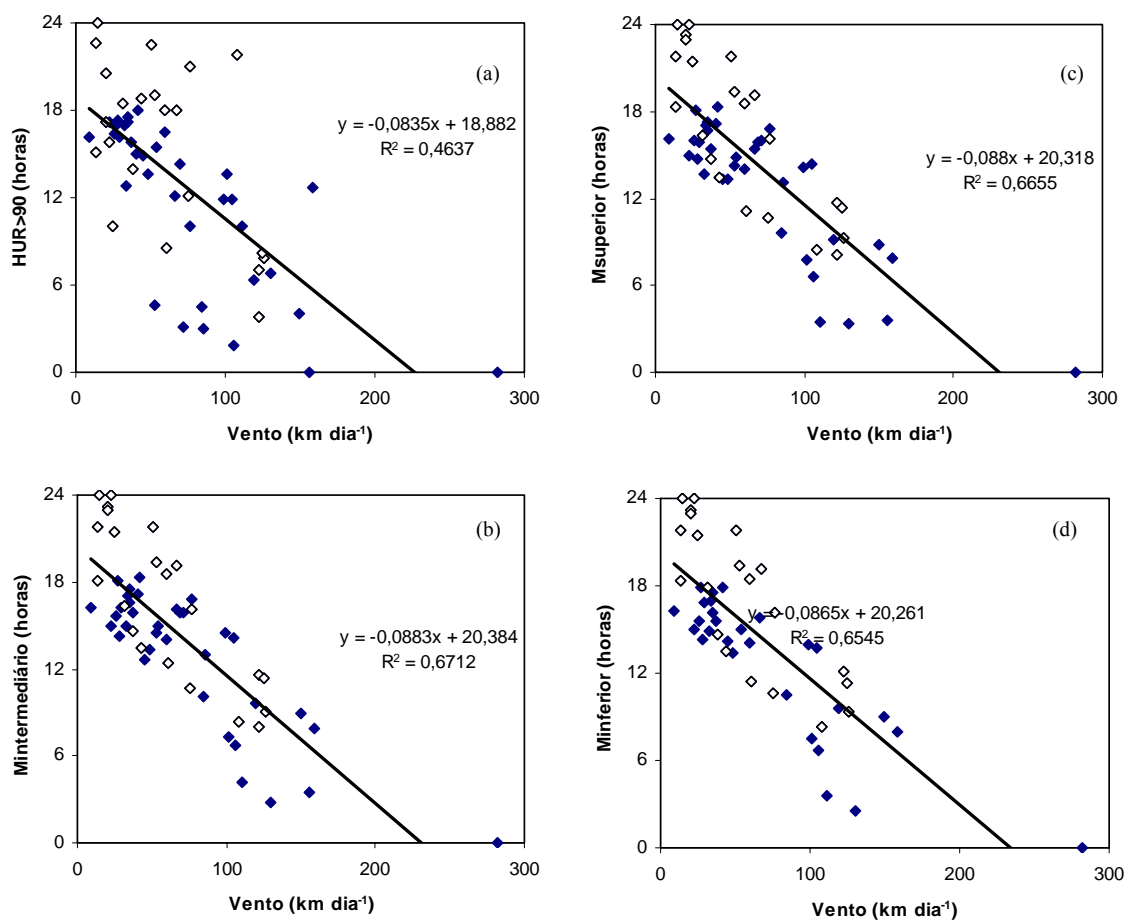 24
18
12
6
0
HUR>90 (horas)
(a)
y = -0,0835x + 18,882
R² = 0,4637
0 100 200 300
Vento (km dia⁻¹)
24
18
12
6
0
Msuperior (horas)
(c)
y = -0,088x + 20,318
R² = 0,6655
0 100 200 300
Vento (km dia⁻¹)
24
18
12
6
0
Mintermediário (horas)
(b)
y = -0,0883x + 20,384
R² = 0,6712
0 100 200 300
Vento (km dia⁻¹)
24
18
12
6
0
Minferior (horas)
(d)
y = -0,0865x + 20,261
R² = 0,6545
0 100 200 300
Vento (km dia⁻¹)